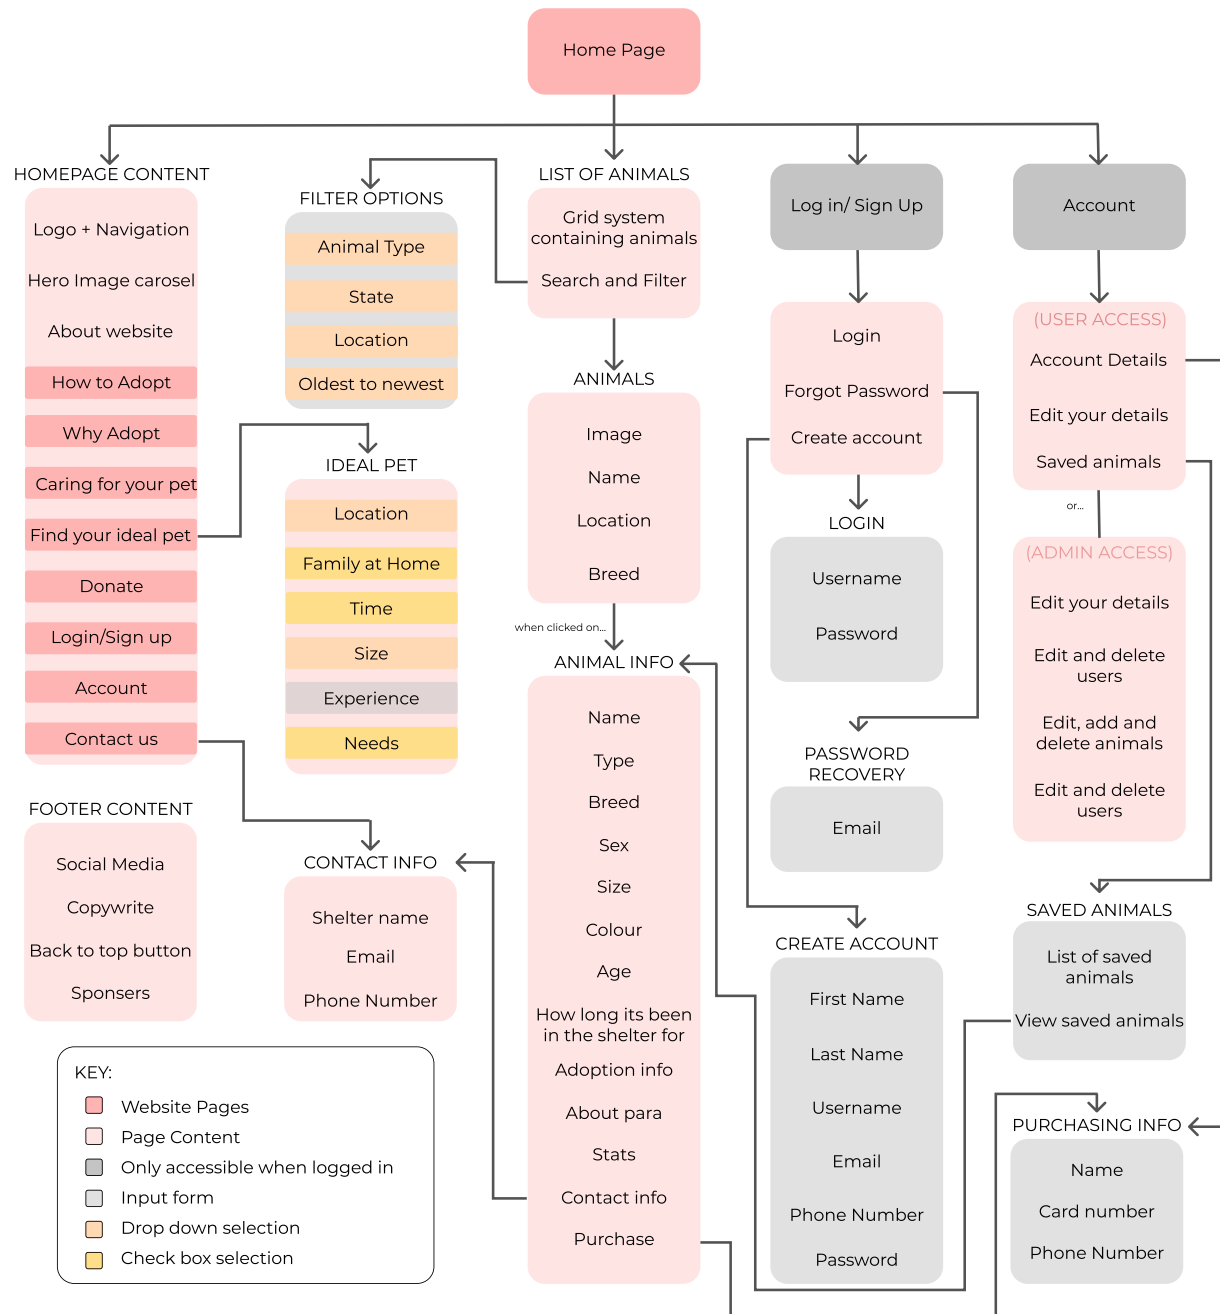 Home Page
HOMEPAGE CONTENT
Logo + Navigation
Hero Image carosel
About website
How to Adopt
Why Adopt
Caring for your pet
Find your ideal pet
Donate
Login/Sign up
Account
Contact us
FOOTER CONTENT
Social Media
Copywrite
Back to top button
Sponsers
FILTER OPTIONS
Animal Type
State
Location
Oldest to newest
IDEAL PET
Location
Family at Home
Time
Size
Experience
Needs
CONTACT INFO
Shelter name
Email
Phone Number
LIST OF ANIMALS
Grid system
containing animals
Search and Filter
ANIMALS
Image
Name
Location
Breed
when clicked on...
ANIMAL INFO
Name
Type
Breed
Sex
Size
Colour
Age
How long its been
in the shelter for
Adoption info
About para
Stats
Contact info
Purchase
Log in/ Sign Up
Login
Forgot Password
Create account
LOGIN
Username
Password
PASSWORD
RECOVERY
Email
CREATE ACCOUNT
First Name
Last Name
Username
Email
Phone Number
Password
Account
(USER ACCESS)
Account Details
Edit your details
Saved animals
or...
(ADMIN ACCESS)
Edit your details
Edit and delete
users
Edit, add and
delete animals
Edit and delete
users
SAVED ANIMALS
List of saved
animals
View saved animals
PURCHASING INFO
Name
Card number
Phone Number
KEY:
Website Pages
Page Content
Only accessible when logged in
Input form
Drop down selection
Check box selection